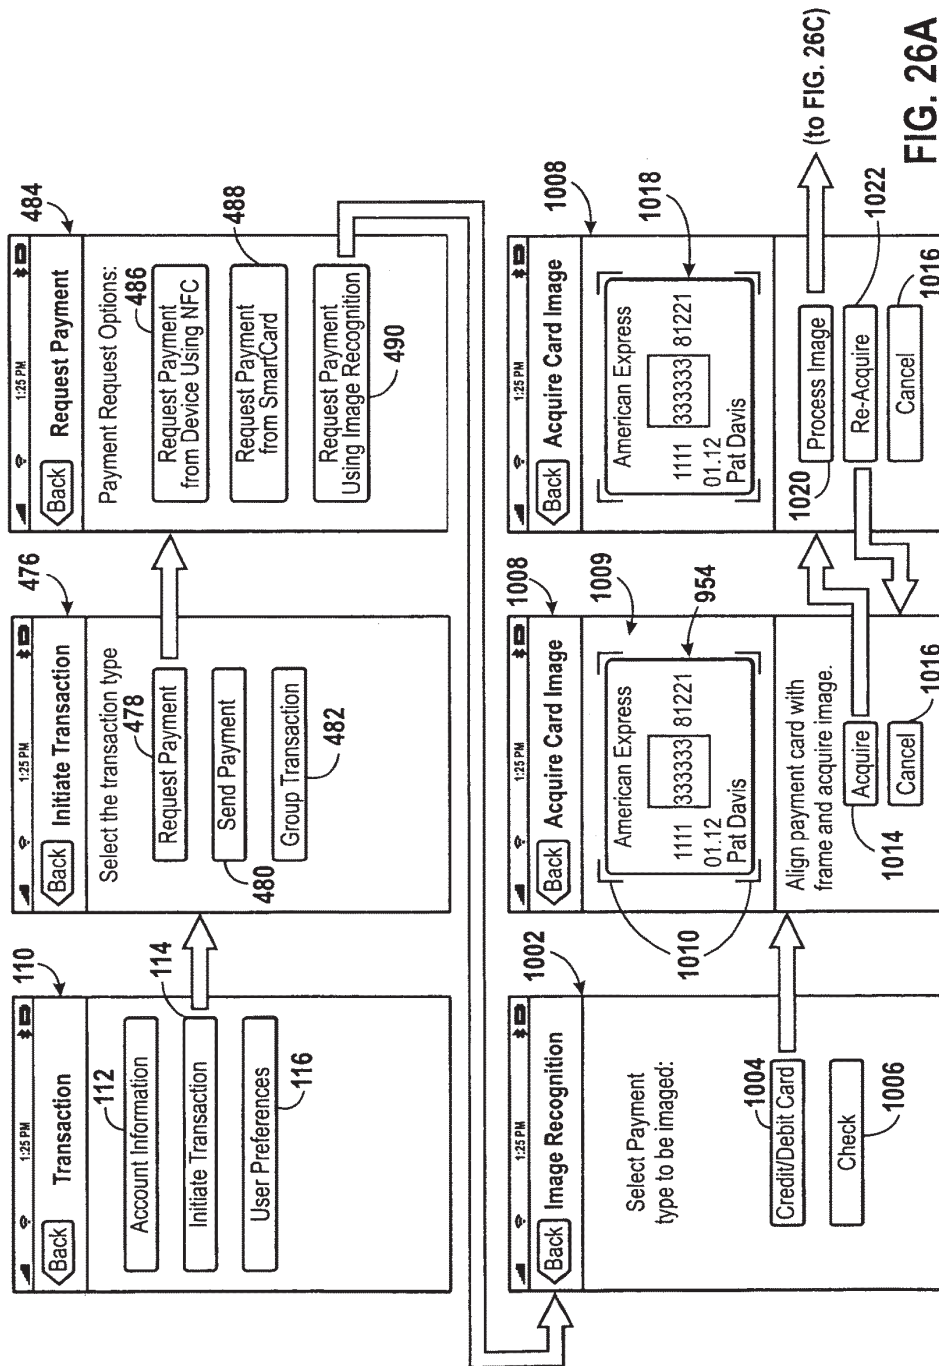 110
1:25 PM
Back
Transaction
112
Account Information
114
Initiate Transaction
User Preferences
116
476
1:25 PM
Back
Initiate Transaction
Select the transaction type
478
Request Payment
Send Payment
480
Group Transaction
482
484
1:25 PM
Back
Request Payment
Payment Request Options:
486
Request Payment
from Device Using NFC
488
Request Payment
from SmartCard
Request Payment
Using Image Recognition
490
1002
1:25 PM
Back
Image Recognition
Select Payment
type to be imaged:
1004
Credit/Debit Card
Check
1006
1008
1:25 PM
Back
Acquire Card Image
1009
1010
American Express
954
1111 333333 81221
01.12
Pat Davis
Align payment card with
frame and acquire image.
Acquire
1014
Cancel
1016
1008
1:25 PM
Back
Acquire Card Image
1018
American Express
1111 333333 81221
01.12
Pat Davis
1020
Process Image
(to FIG. 26C)
Re-Acquire
1022
Cancel
1016
FIG. 26A